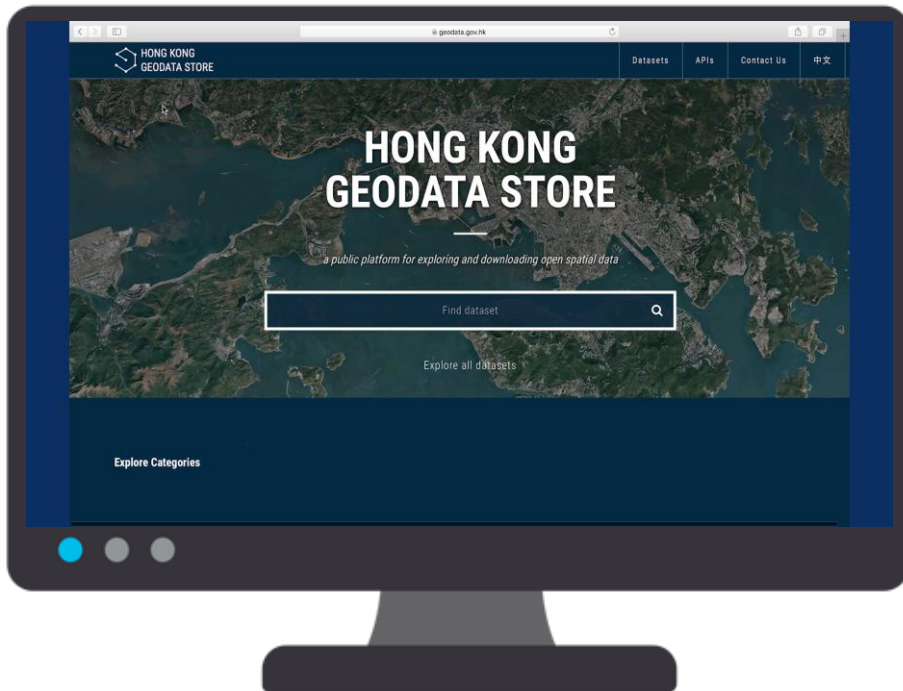 geodata.gov.hk
HONG KONG
GEODATA STORE
Datasets
APIs
Contact Us
中文
HONG KONG
GEODATA STORE
a public platform for exploring and downloading open spatial data
Find dataset
Explore all datasets
Explore Categories